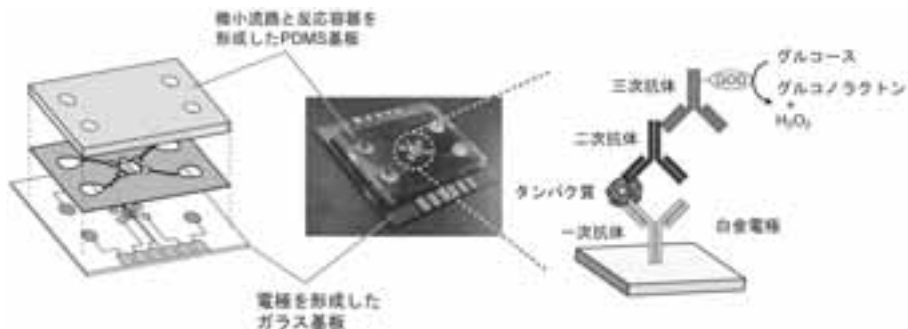 微小流路と反応容器を
形成したPDMS基板
電極を形成した
ガラス基板
三次抗体
GOD
グルコース
グルコノラクトン
+
H₂O₂
二次抗体
タンパク質
一次抗体
白金電極